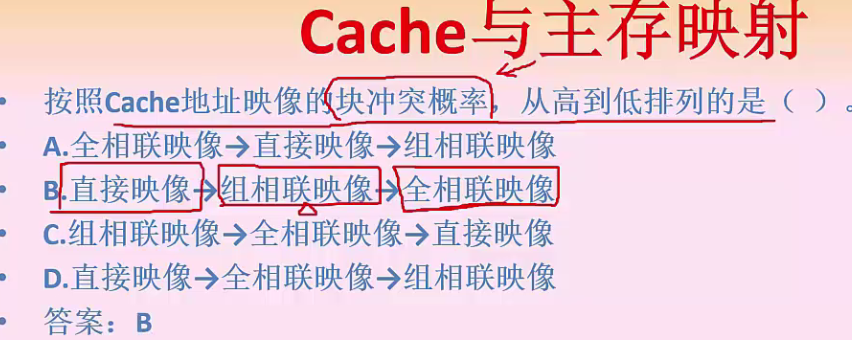 Cache与主存映射
• 按照Cache地址映像的块冲突概率，从高到低排列的是（ ）。
• A.全相联映像→直接映像→组相联映像
• B.直接映像→组相联映像→全相联映像
• C.组相联映像→全相联映像→直接映像
• D.直接映像→全相联映像→组相联映像
• 答案：B